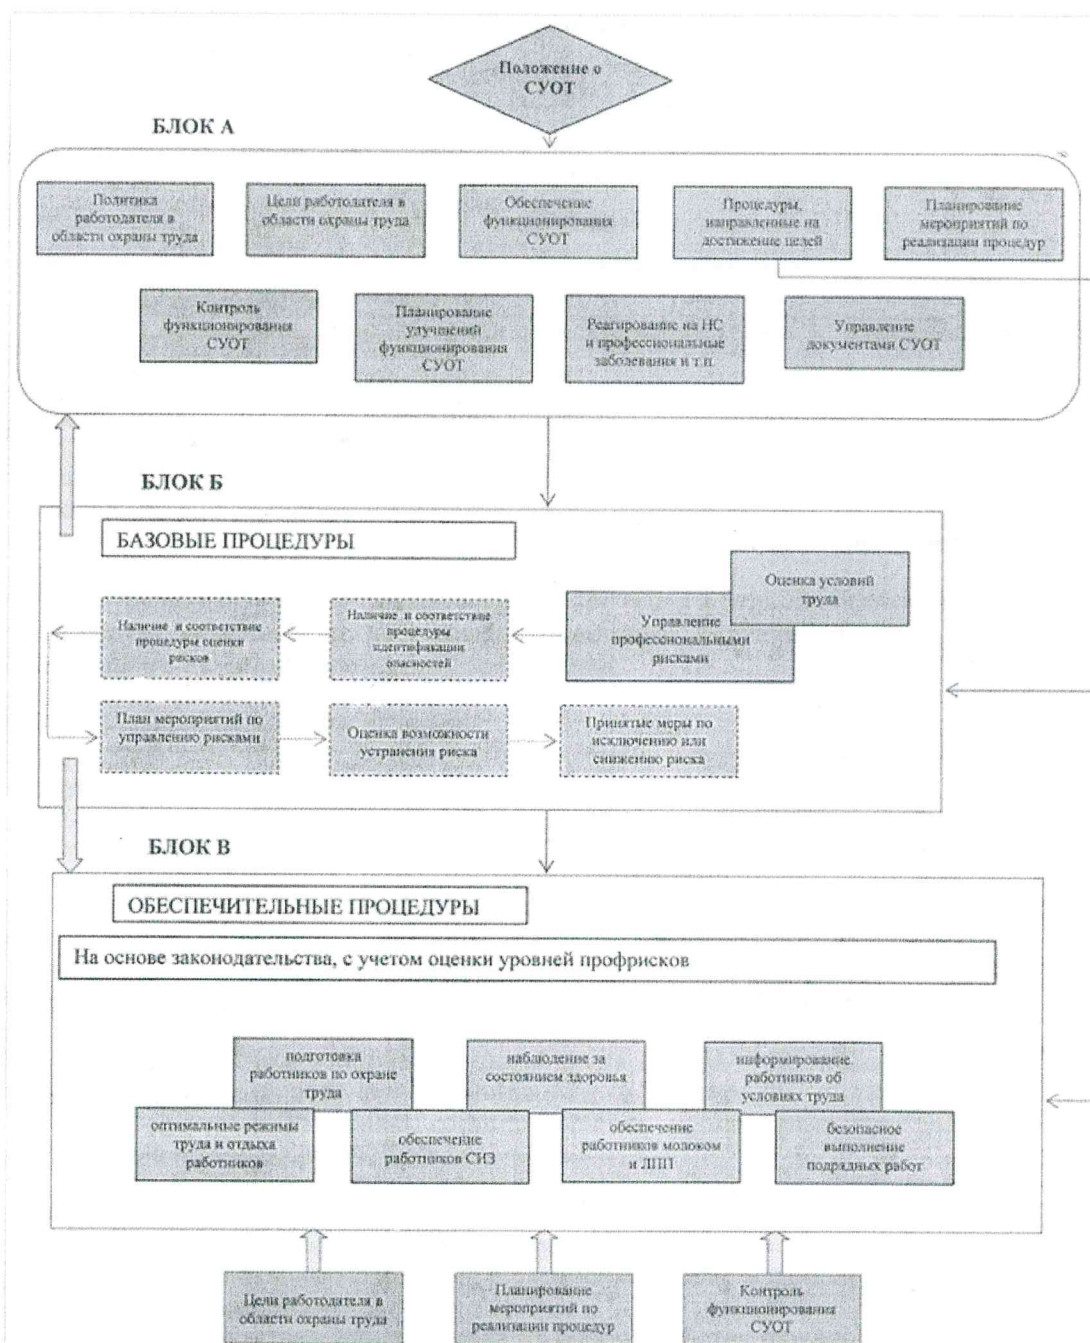 Положение о
СУОТ
БЛОК А
Политика
работодателя в
области охраны труда
Цели работодателя в
области охраны труда
Обеспечение
функционирования
СУОТ
Процедуры,
направленные на
достижение целей
Планирование
мероприятий по
реализации процедур
Контроль
функционирования
СУОТ
Планирование
улучшений
функционирования
СУОТ
Реагирование на НС
и профессиональные
заболевания и т.п.
Управление
документами СУОТ
БЛОК Б
БАЗОВЫЕ ПРОЦЕДУРЫ
Оценка условий
труда
Управление
профессиональными
рисками
Наличие и соответствие
процедуры
идентификации
опасностей
Наличие и соответствие
процедуры оценки
рисков
План мероприятий по
управлению рисками
Оценка возможности
устранения риска
Принятые меры по
исключению или
снижению риска
БЛОК В
ОБЕСПЕЧИТЕЛЬНЫЕ ПРОЦЕДУРЫ
На основе законодательства, с учетом оценки уровней профрисков
подготовка
работников по охране
труда
наблюдение за
состоянием здоровья
информирование
работников об
условиях труда
оптимальные режимы
труда и отдыха
работников
обеспечение
работников СИЗ
обеспечение
работников молоком
и ЛПП
безопасное
выполнение
подрядных работ
Цели работодателя в
области охраны труда
Планирование
мероприятий по
реализации процедур
Контроль
функционирования
СУОТ